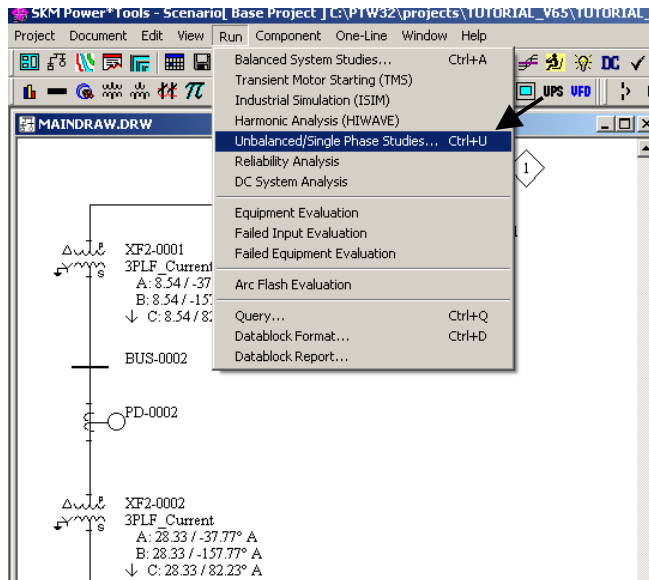 SKM Power*Tools - Scenario[ Base Project ] C:\PTW32\projects\TUTORIAL_V65\TUTORIAL_
Project Document Edit View Run Component One-Line Window Help
Balanced System Studies... Ctrl+A
Transient Motor Starting (TMS)
Industrial Simulation (ISIM)
Harmonic Analysis (HIWAVE)
Unbalanced/Single Phase Studies... Ctrl+U
Reliability Analysis
DC System Analysis
Equipment Evaluation
Failed Input Evaluation
Failed Equipment Evaluation
Arc Flash Evaluation
Query... Ctrl+Q
Datablock Format... Ctrl+D
Datablock Report...
DC
π
UPS VFD
MAINDRAW.DRW
1
P
S
XF2-0001
3PLF_Current
A: 8.54 / -37
B: 8.54 / -15
C: 8.54 / 82
BUS-0002
PD-0002
P
S
XF2-0002
3PLF_Current
A: 28.33 / -37.77° A
B: 28.33 / -157.77° A
C: 28.33 / 82.23° A